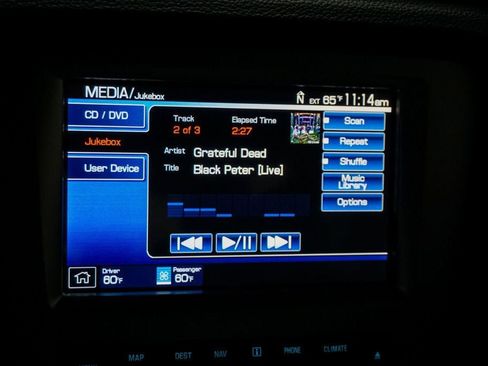 MEDIA/Jukebox
N EXT 65°F 11:14am
CD / DVD
Jukebox
User Device
Track
2 of 3
Elapsed Time
2:27
Artist Grateful Dead
Title Black Peter [Live]
Scan
Repeat
Shuffle
Music
Library
Options
Driver
60°F
Passenger
60°F
MAP DEST NAV i PHONE CLIMATE